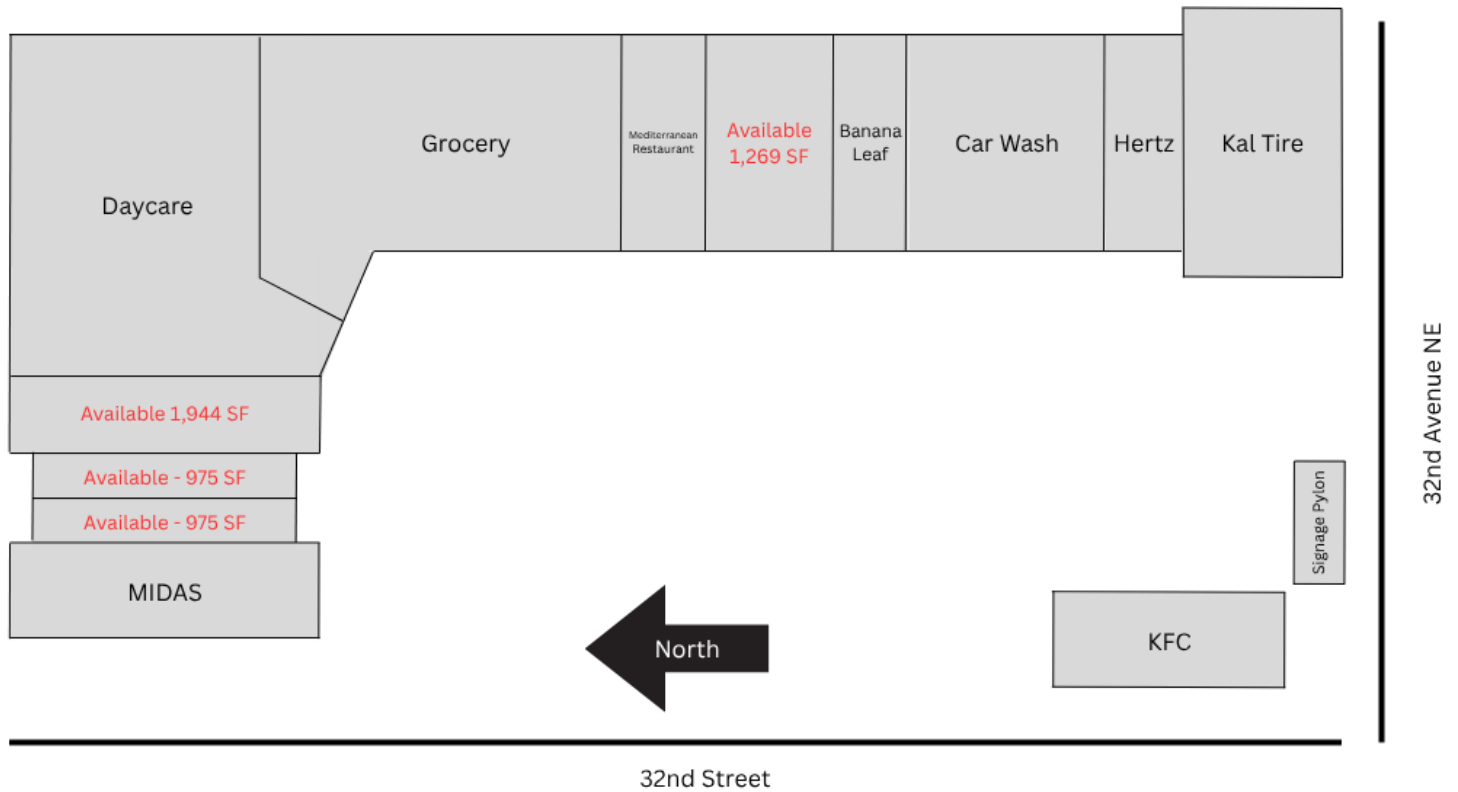 Grocery
Mediterranean
Restaurant
Available
1,269 SF
Banana
Leaf
Car Wash
Hertz
Kal Tire
Daycare
Available 1,944 SF
Available - 975 SF
Available - 975 SF
MIDAS
North
KFC
Signage Pylon
32nd Avenue NE
32nd Street